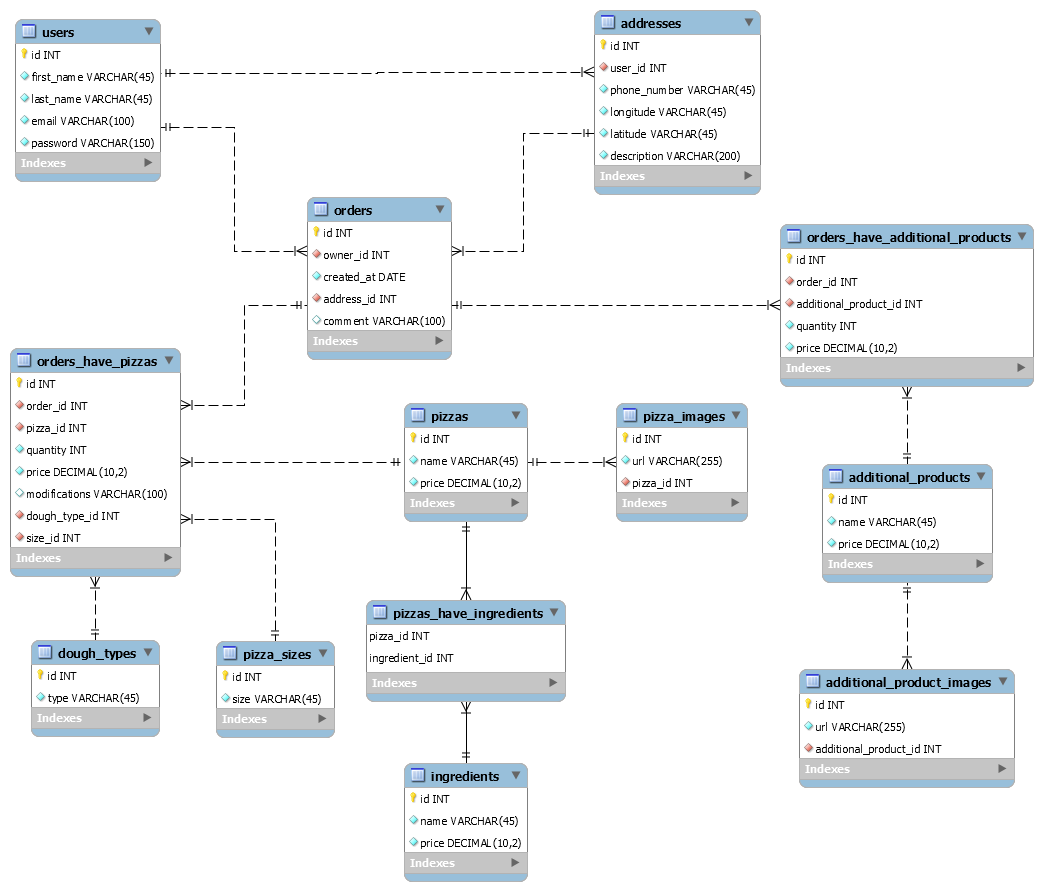 users
id INT
first_name VARCHAR(45)
last_name VARCHAR(45)
email VARCHAR(100)
password VARCHAR(150)
Indexes
addresses
id INT
user_id INT
phone_number VARCHAR(45)
longitude VARCHAR(45)
latitude VARCHAR(45)
description VARCHAR(200)
Indexes
orders
id INT
owner_id INT
created_at DATE
address_id INT
comment VARCHAR(100)
Indexes
orders_have_additional_products
id INT
order_id INT
additional_product_id INT
quantity INT
price DECIMAL(10,2)
Indexes
orders_have_pizzas
id INT
order_id INT
pizza_id INT
quantity INT
price DECIMAL(10,2)
modifications VARCHAR(100)
dough_type_id INT
size_id INT
Indexes
pizzas
id INT
name VARCHAR(45)
price DECIMAL(10,2)
Indexes
pizza_images
id INT
url VARCHAR(255)
pizza_id INT
Indexes
additional_products
id INT
name VARCHAR(45)
price DECIMAL(10,2)
Indexes
pizzas_have_ingredients
pizza_id INT
ingredient_id INT
Indexes
dough_types
id INT
type VARCHAR(45)
Indexes
pizza_sizes
id INT
size VARCHAR(45)
Indexes
additional_product_images
id INT
url VARCHAR(255)
additional_product_id INT
Indexes
ingredients
id INT
name VARCHAR(45)
price DECIMAL(10,2)
Indexes